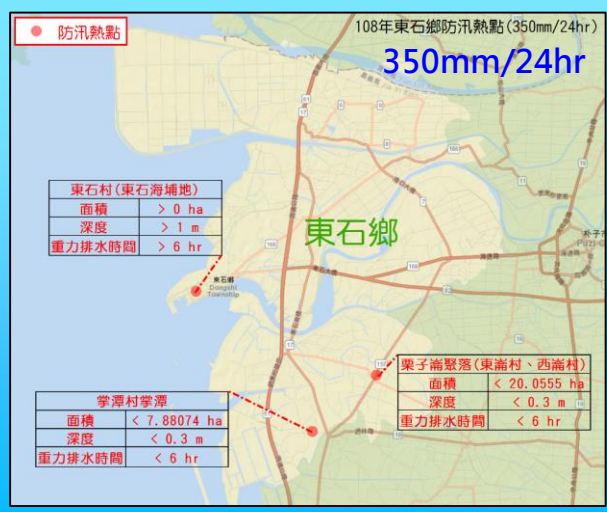 防汛熱點
108年東石鄉防汛熱點(350mm/24hr)
350mm/24hr
東石村(東石海埔地)
面積 > 0 ha
深度 > 1 m
重力排水時間 > 6 hr
東石鄉
東石鄉
Dongshi
Township
栗子崙聚落(東崙村、西崙村)
面積 < 20.0555 ha
深度 < 0.3 m
重力排水時間 < 6 hr
掌潭村掌潭
面積 < 7.88074 ha
深度 < 0.3 m
重力排水時間 < 6 hr
61
17
168
17